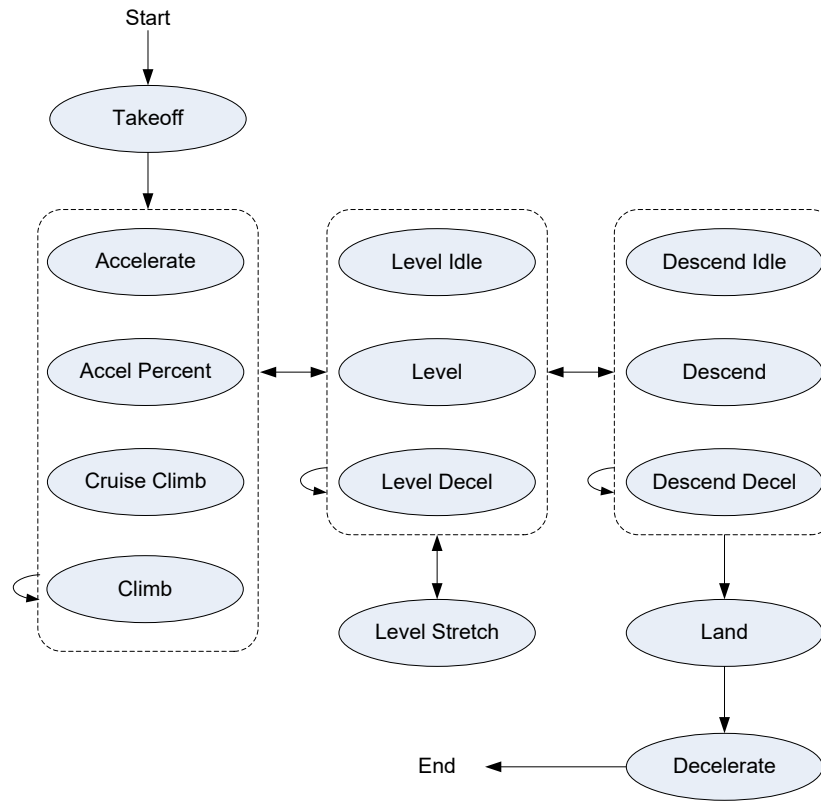 Start
Takeoff
Accelerate
Level Idle
Descend Idle
Accel Percent
Level
Descend
Cruise Climb
Level Decel
Descend Decel
Climb
Level Stretch
Land
End
Decelerate